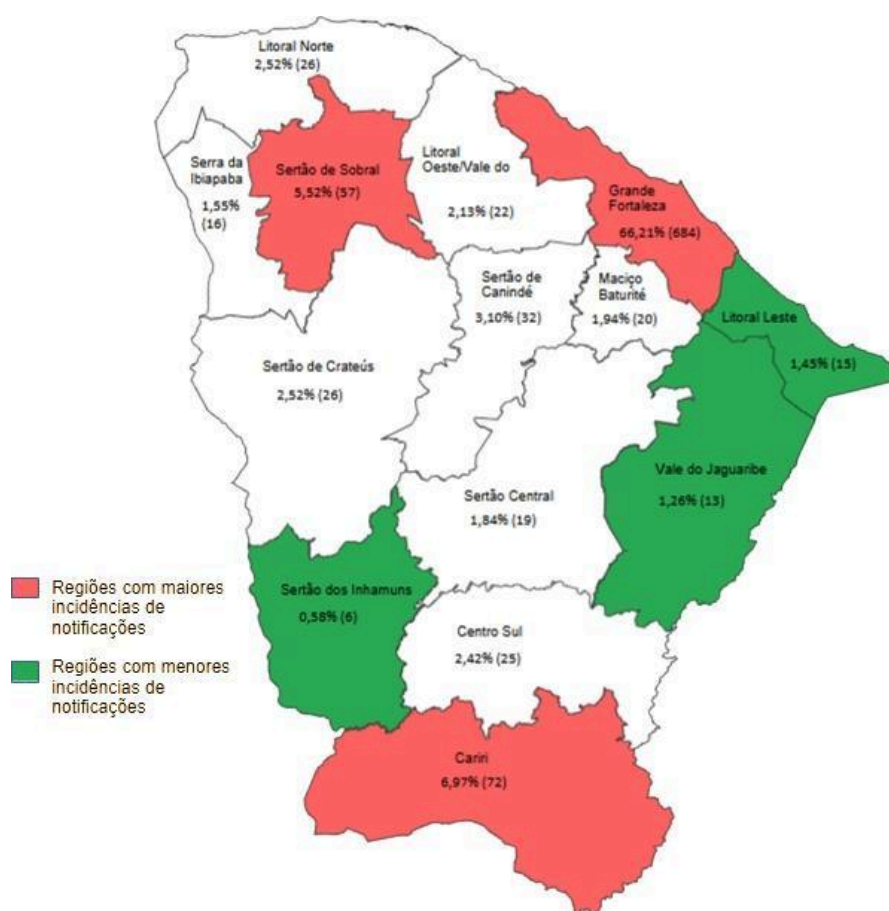 Litoral Norte
2,52% (26)
Serra da
Ibiapaba
1,55%
(16)
Sertão de Sobral
5,52% (57)
Litoral
Oeste/Vale do
2,13% (22)
Grande
Fortaleza
66,21% (684)
Sertão de
Canindé
3,10% (32)
Maciço
Baturité
1,94% (20)
Litoral Leste
1,45% (15)
Sertão de Crateús
2,52% (26)
Vale do Jaguaribe
1,26% (13)
Sertão Central
1,84% (19)
Sertão dos Inhamuns
0,58% (6)
Centro Sul
2,42% (25)
Cariri
6,97% (72)
Regiões com maiores
incidências de
notificações
Regiões com menores
incidências de
notificações